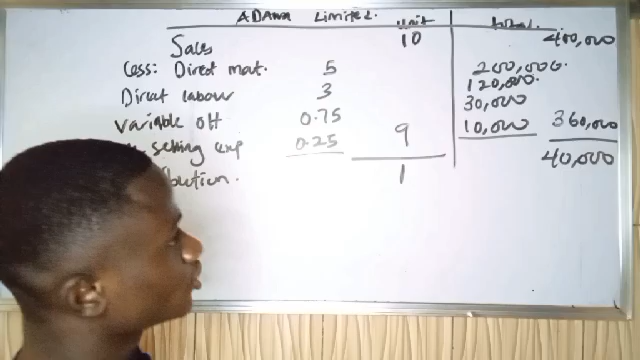 ADAMA Limited. unit total.
Sales 10 400,000
Less: Direct mat. 5 200,000.
Direct labour 3 120,000.
Variable OH 0.75 30,000
selling exp 0.25 9 10,000 360,000
1 40,000